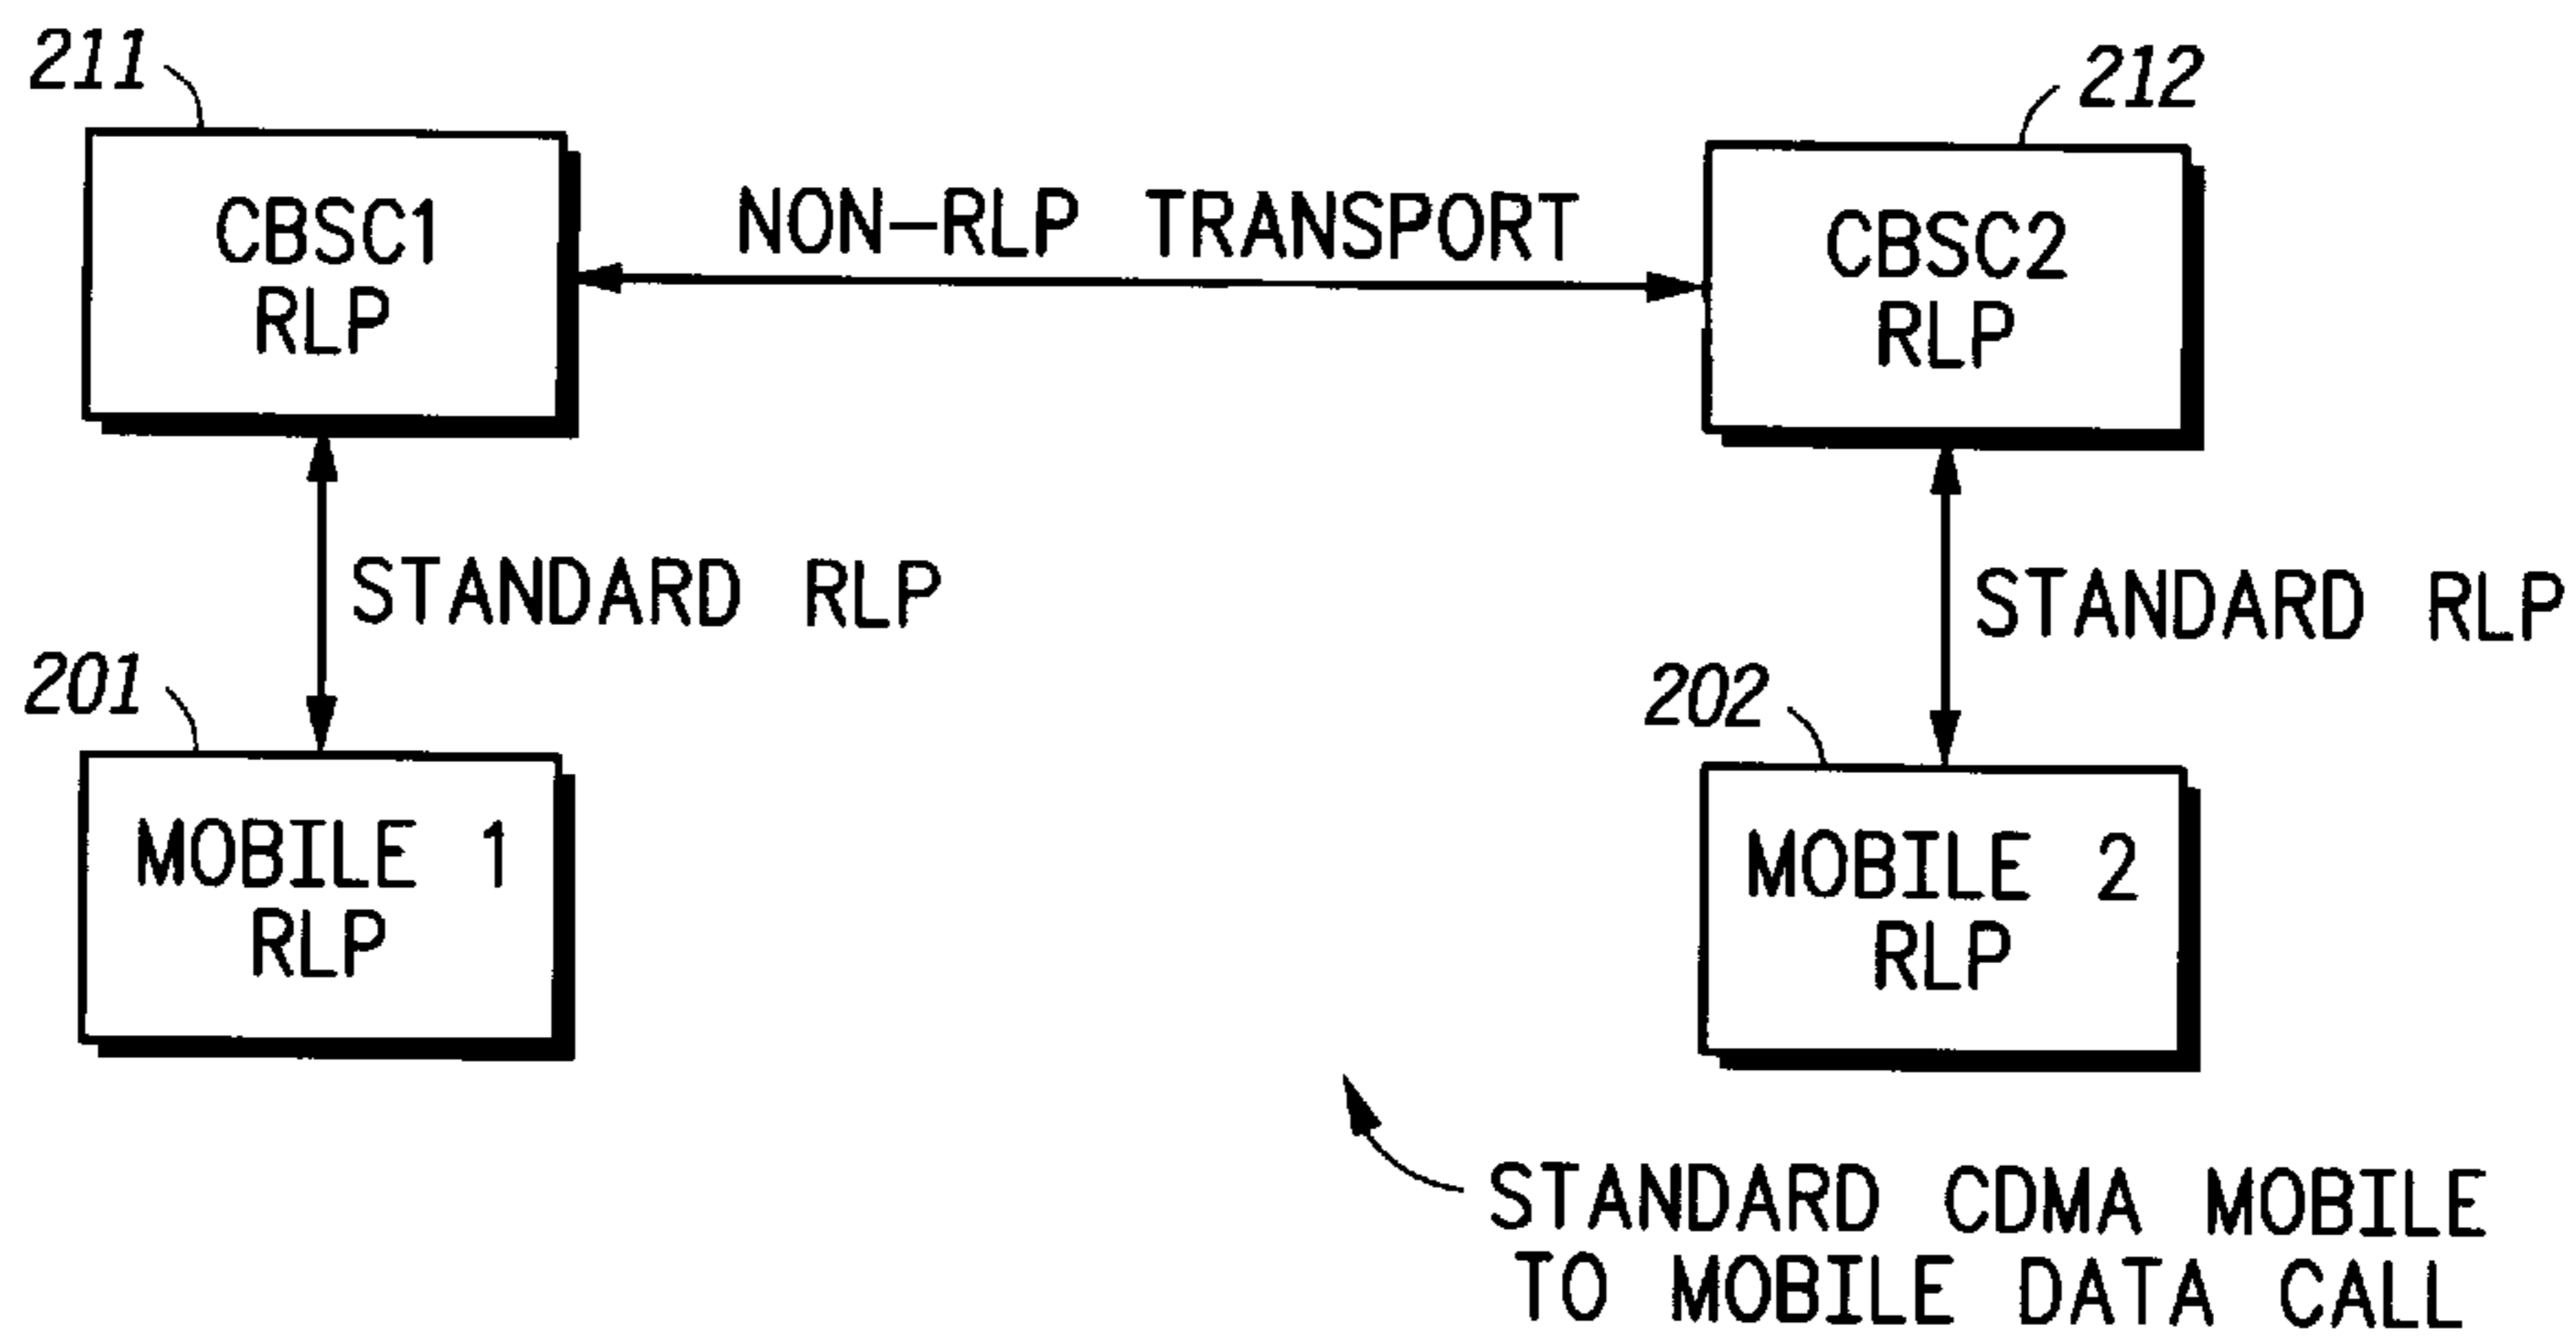 211
212
CBSC1
RLP
NON-RLP TRANSPORT
CBSC2
RLP
STANDARD RLP
STANDARD RLP
201
202
MOBILE 1
RLP
MOBILE 2
RLP
STANDARD CDMA MOBILE
TO MOBILE DATA CALL